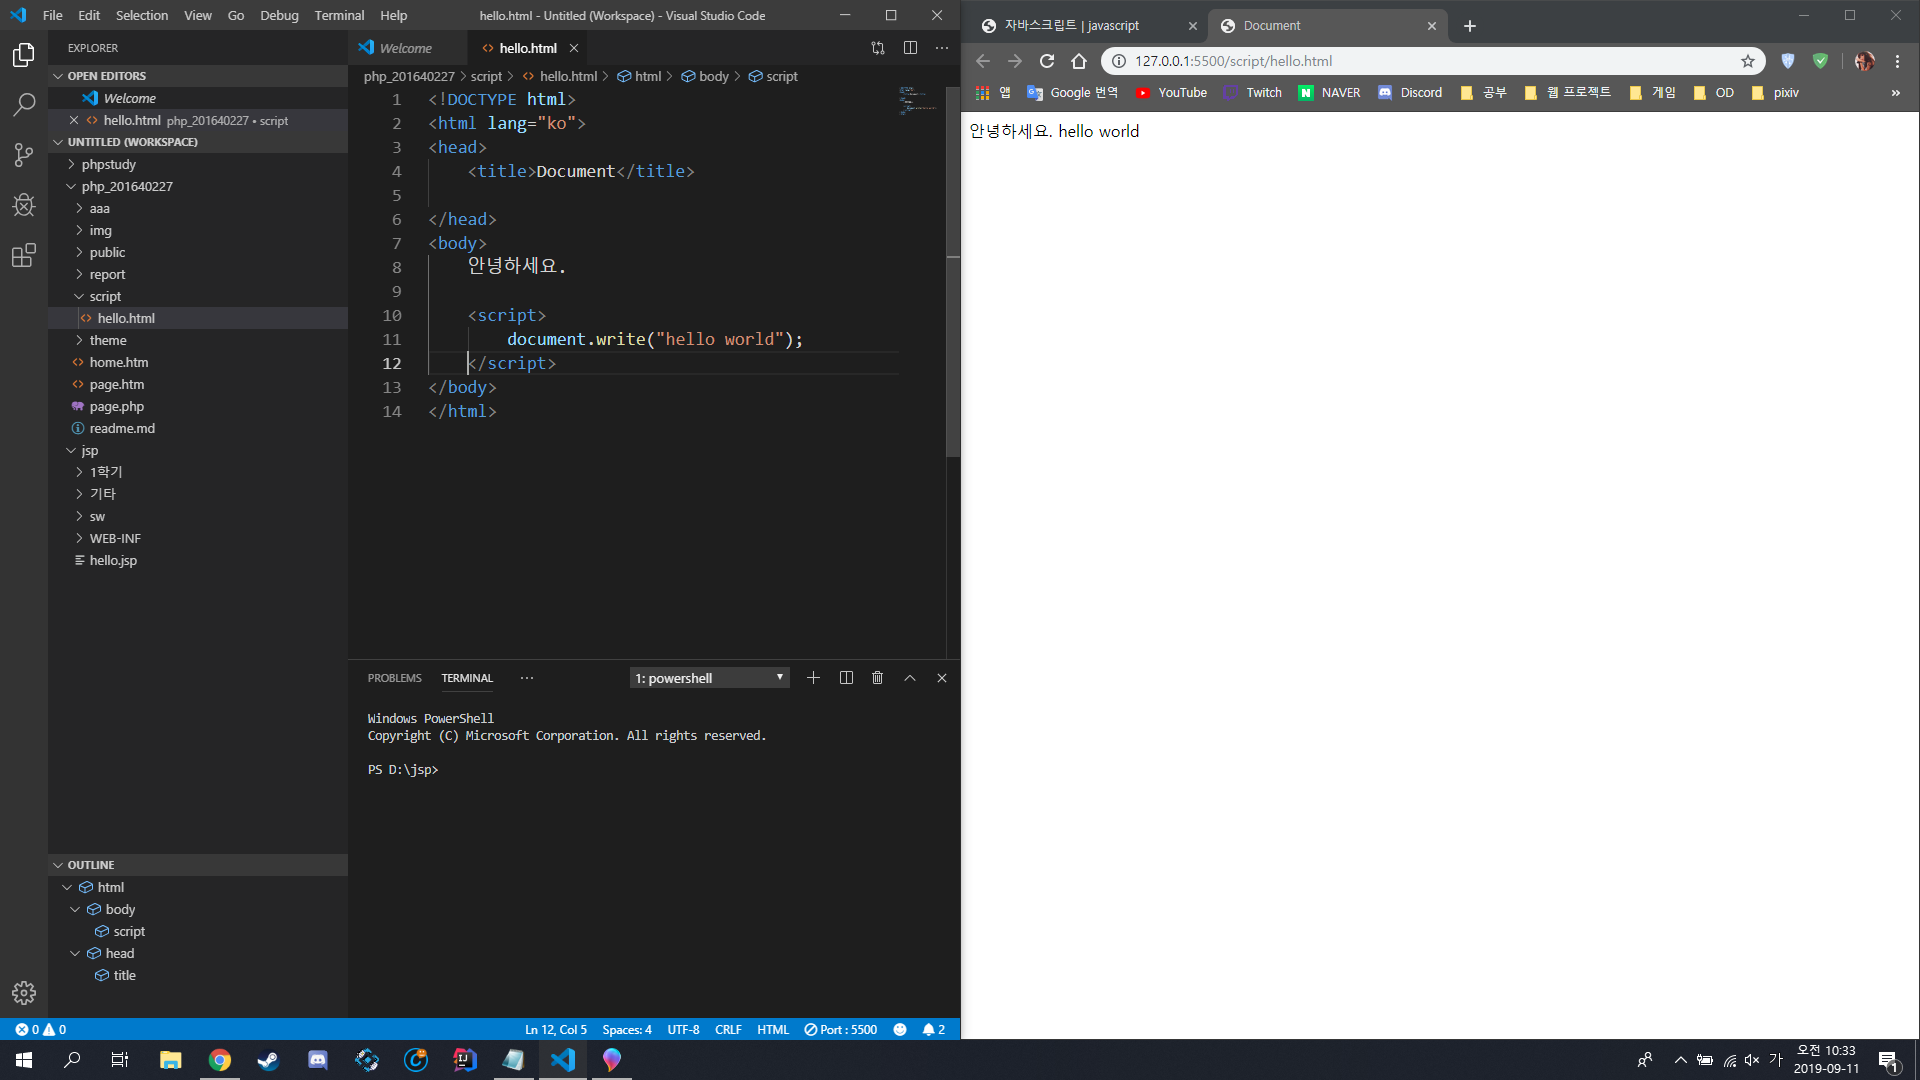 File Edit Selection View Go Debug Terminal Help
hello.html - Untitled (Workspace) - Visual Studio Code
EXPLORER
OPEN EDITORS
Welcome
hello.html php_201640227 • script
UNTITLED (WORKSPACE)
phpstudy
php_201640227
aaa
img
public
report
script
hello.html
theme
home.htm
page.htm
page.php
readme.md
jsp
1학기
기타
sw
WEB-INF
hello.jsp
OUTLINE
html
body
script
head
title
Welcome hello.html
php_201640227 > script > hello.html > html > body > script
1 <!DOCTYPE html>
2 <html lang="ko">
3 <head>
4 <title>Document</title>
5
6 </head>
7 <body>
8 안녕하세요.
9
10 <script>
11 document.write("hello world");
12 </script>
13 </body>
14 </html>
PROBLEMS TERMINAL ··· 1: powershell
Windows PowerShell
Copyright (C) Microsoft Corporation. All rights reserved.
PS D:\jsp>
0 0 Ln 12, Col 5 Spaces: 4 UTF-8 CRLF HTML Port : 5500 2
자바스크립트 | javascript Document
127.0.0.1:5500/script/hello.html
앱 Google 번역 YouTube Twitch N NAVER Discord 공부 웹 프로젝트 게임 OD pixiv »
안녕하세요. hello world
가 오전 10:33
2019-09-11
1